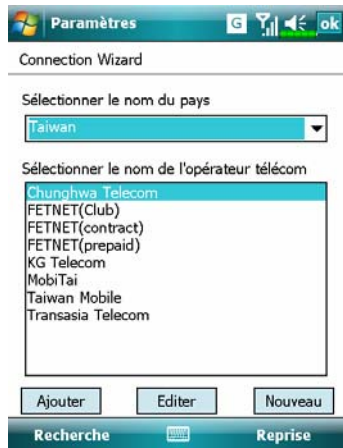 Paramètres G ok
Connection Wizard
Sélectionner le nom du pays
Taiwan
Sélectionner le nom de l'opérateur télécom
Chunghwa Telecom
FETNET(Club)
FETNET(contract)
FETNET(prepaid)
KG Telecom
MobiTai
Taiwan Mobile
Transasia Telecom
Ajouter Editer Nouveau
Recherche Reprise